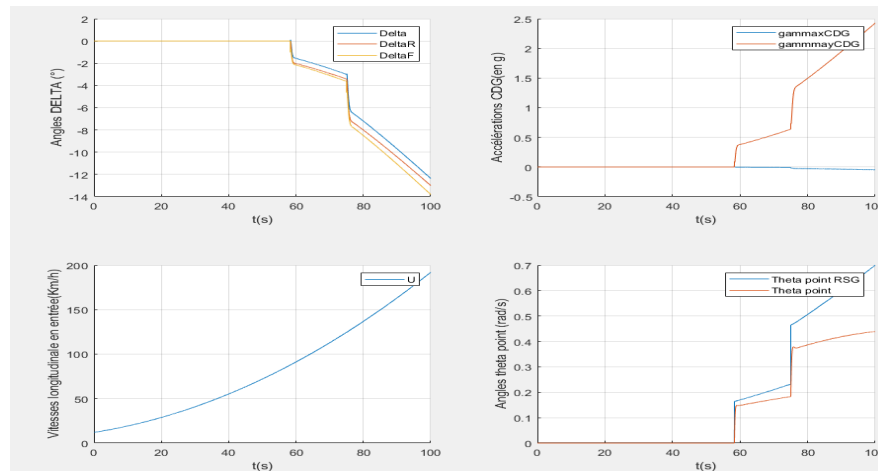 Angles DELTA (°)
2
0
-2
-4
-6
-8
-10
-12
-14
0 20 40 60 80 100
t(s)
Delta
DeltaR
DeltaF
Accélérations CDG(en g)
2.5
2
1.5
1
0.5
0
-0.5
0 20 40 60 80 100
t(s)
gammaxCDG
gammmayCDG
Vitesses longitudinale en entrée(Km/h)
200
150
100
50
0
0 20 40 60 80 100
t(s)
U
Angles theta point (rad/s)
0.7
0.6
0.5
0.4
0.3
0.2
0.1
0
0 20 40 60 80 100
t(s)
Theta point RSG
Theta point